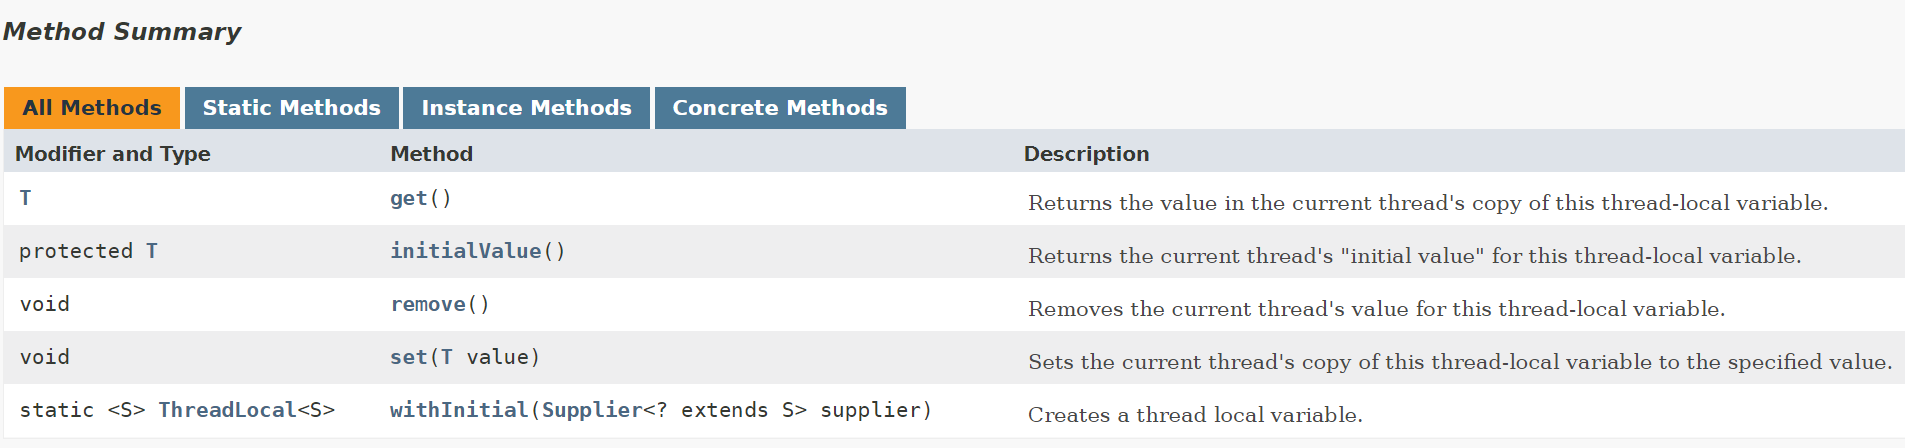 Method Summary
All Methods Static Methods Instance Methods Concrete Methods
Modifier and Type Method Description
T get() Returns the value in the current thread's copy of this thread-local variable.
protected T initialValue() Returns the current thread's "initial value" for this thread-local variable.
void remove() Removes the current thread's value for this thread-local variable.
void set(T value) Sets the current thread's copy of this thread-local variable to the specified value.
static <S> ThreadLocal<S> withInitial(Supplier<? extends S> supplier) Creates a thread local variable.